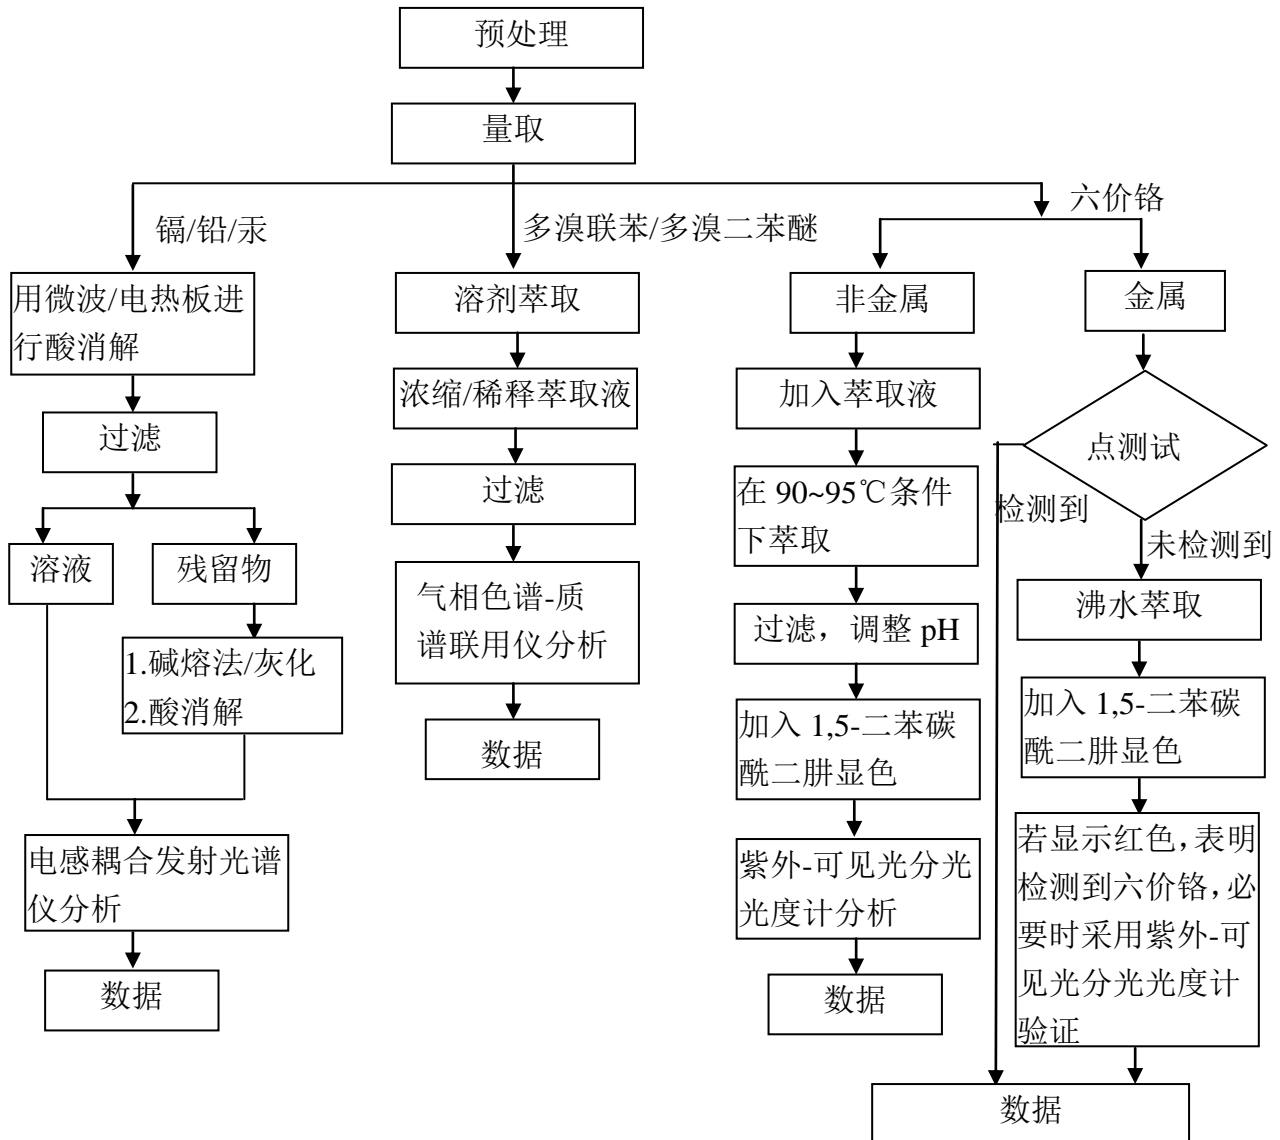 预处理
量取
镉/铅/汞
多溴联苯/多溴二苯醚
六价铬
用微波/电热板进
行酸消解
过滤
溶液
残留物
1.碱熔法/灰化
2.酸消解
电感耦合发射光谱
仪分析
数据
溶剂萃取
浓缩/稀释萃取液
过滤
气相色谱-质
谱联用仪分析
数据
非金属
加入萃取液
在 90~95℃条件
下萃取
过滤，调整 pH
加入 1,5-二苯碳
酰二肼显色
紫外-可见光分光
光度计分析
数据
金属
点测试
检测到
未检测到
沸水萃取
加入 1,5-二苯碳
酰二肼显色
若显示红色，表明
检测到六价铬，必
要时采用紫外-可
见光分光光度计
验证
数据